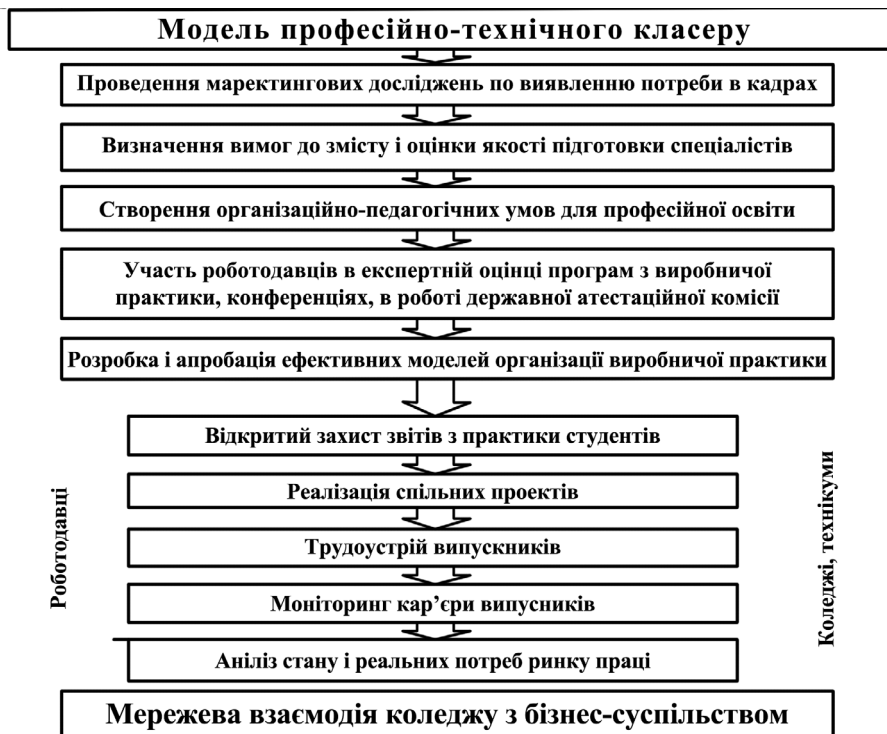 Модель професійно-технічного класеру
Проведення маректингових досліджень по виявленню потреби в кадрах
Визначення вимог до змісту і оцінки якості підготовки спеціалістів
Створення організаційно-педагогічних умов для професійної освіти
Участь роботодавців в експертній оцінці програм з виробничої
практики, конференціях, в роботі державної атестаційної комісії
Розробка і апробація ефективних моделей організації виробничої практики
Відкритий захист звітів з практики студентів
Реалізація спільних проектів
Трудоустрій випускників
Моніторинг кар’єри випусників
Аніліз стану і реальних потреб ринку праці
Роботодавці
Коледжі, технікуми
Мережева взаємодія коледжу з бізнес-суспільством